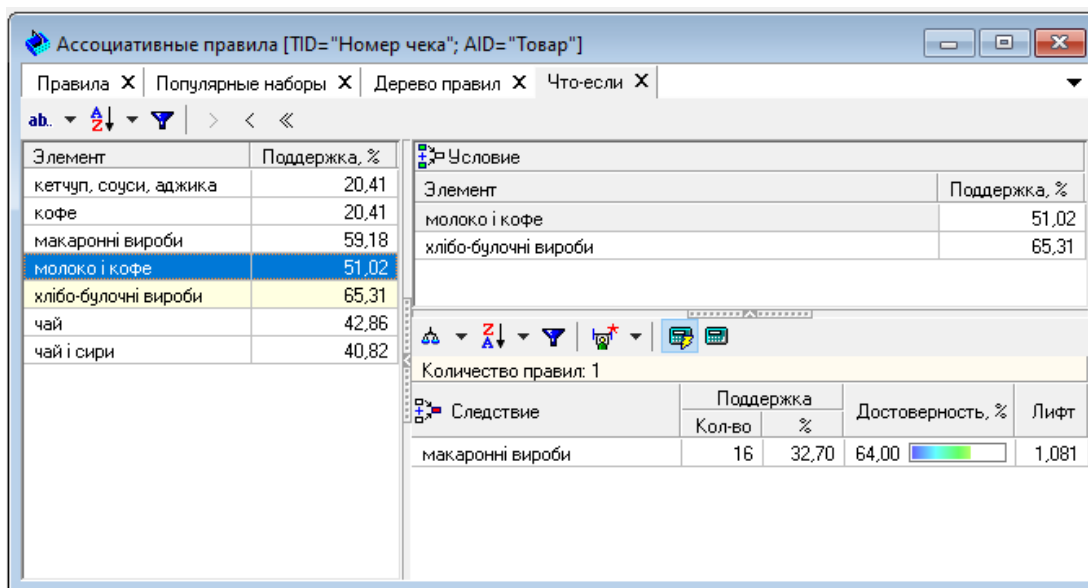 Ассоциативные правила [TID="Номер чека"; AID="Товар"]
Правила X Популярные наборы X Дерево правил X Что-если X
ab.. AZ > < «
Элемент Поддержка, %
кетчуп, соуси, аджика 20,41
кофе 20,41
макаронні вироби 59,18
молоко і кофе 51,02
хлібо-булочні вироби 65,31
чай 42,86
чай і сири 40,82
Условие
Элемент Поддержка, %
молоко і кофе 51,02
хлібо-булочні вироби 65,31
ZA
Количество правил: 1
Следствие Поддержка Достоверность, % Лифт
Кол-во %
макаронні вироби 16 32,70 64,00 1,081